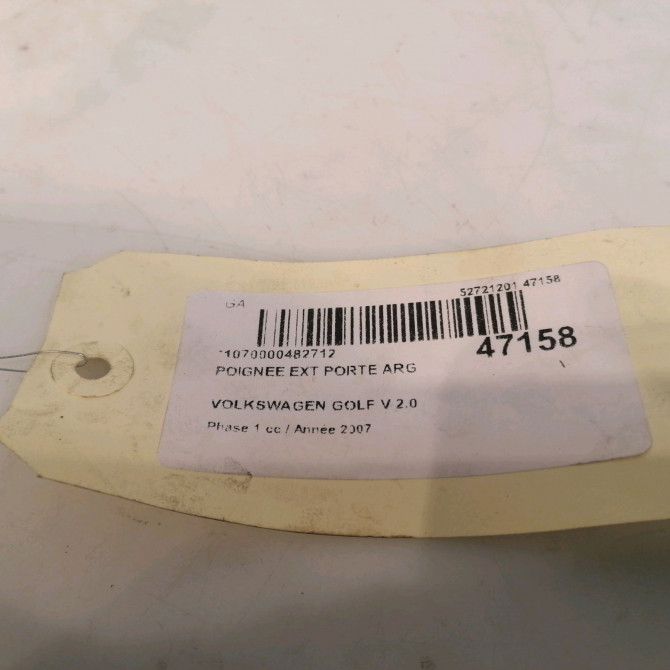 GA
52721201 47158
*1070000482712
47158
POIGNEE EXT PORTE ARG
VOLKSWAGEN GOLF V 2.0
Phase 1 cc / Année 2007